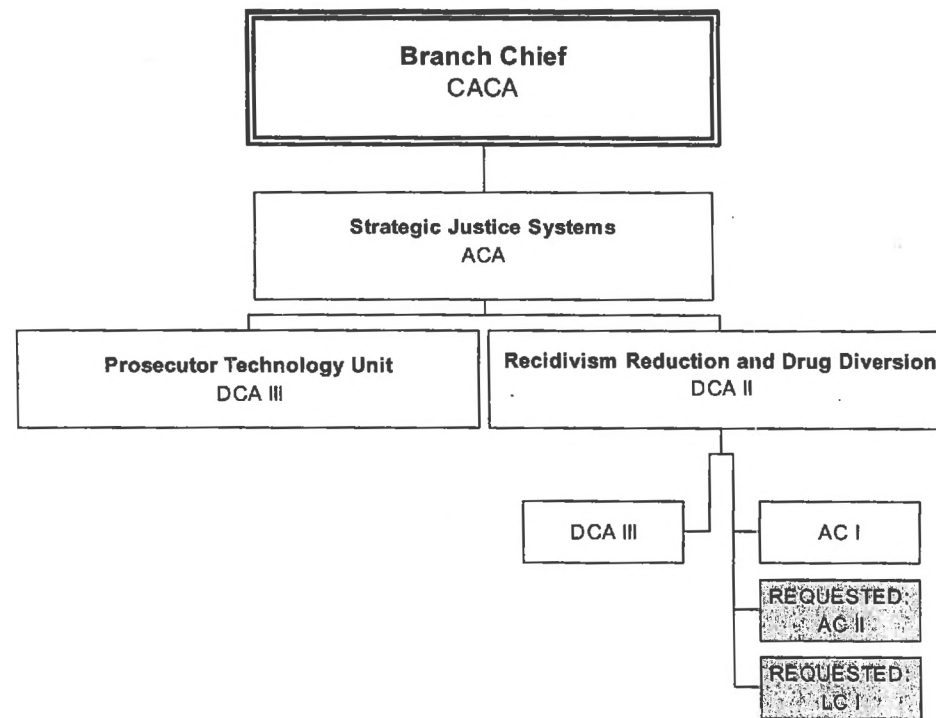 Branch Chief
CACA
Strategic Justice Systems
ACA
Prosecutor Technology Unit
DCA III
Recidivism Reduction and Drug Diversion
DCA II
DCA III
AC I
REQUESTED:
AC II
REQUESTED:
LC I